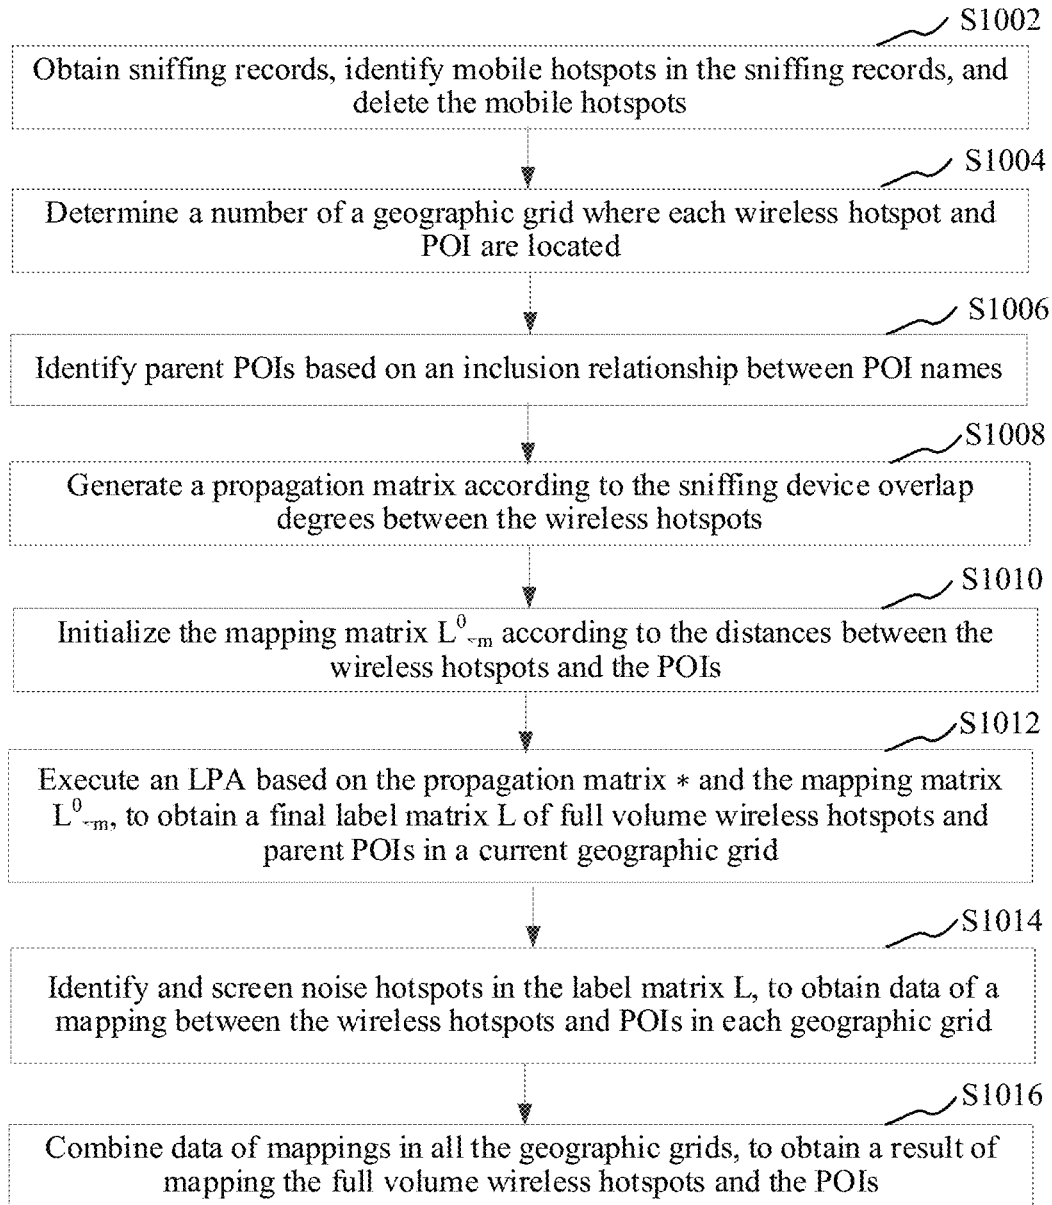 S1002
Obtain sniffing records, identify mobile hotspots in the sniffing records, and
delete the mobile hotspots
S1004
Determine a number of a geographic grid where each wireless hotspot and
POI are located
S1006
Identify parent POIs based on an inclusion relationship between POI names
S1008
Generate a propagation matrix according to the sniffing device overlap
degrees between the wireless hotspots
S1010
Initialize the mapping matrix L⁰~m according to the distances between the
wireless hotspots and the POIs
S1012
Execute an LPA based on the propagation matrix * and the mapping matrix
L⁰~m, to obtain a final label matrix L of full volume wireless hotspots and
parent POIs in a current geographic grid
S1014
Identify and screen noise hotspots in the label matrix L, to obtain data of a
mapping between the wireless hotspots and POIs in each geographic grid
S1016
Combine data of mappings in all the geographic grids, to obtain a result of
mapping the full volume wireless hotspots and the POIs